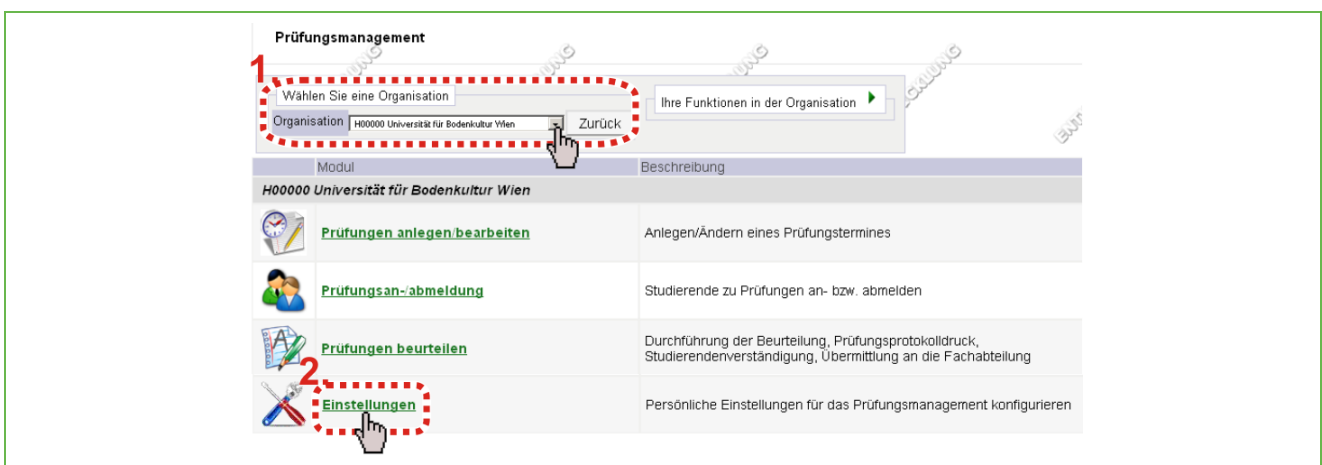 Prüfungsmanagement
1
Wählen Sie eine Organisation
Ihre Funktionen in der Organisation
Organisation H00000 Universität für Bodenkultur Wien Zurück
Modul Beschreibung
H00000 Universität für Bodenkultur Wien
Prüfungen anlegen/bearbeiten Anlegen/Ändern eines Prüfungstermines
Prüfungsan-/abmeldung Studierende zu Prüfungen an- bzw. abmelden
Prüfungen beurteilen Durchführung der Beurteilung, Prüfungsprotokolldruck,
Studierendenverständigung, Übermittlung an die Fachabteilung
2.
Einstellungen Persönliche Einstellungen für das Prüfungsmanagement konfigurieren